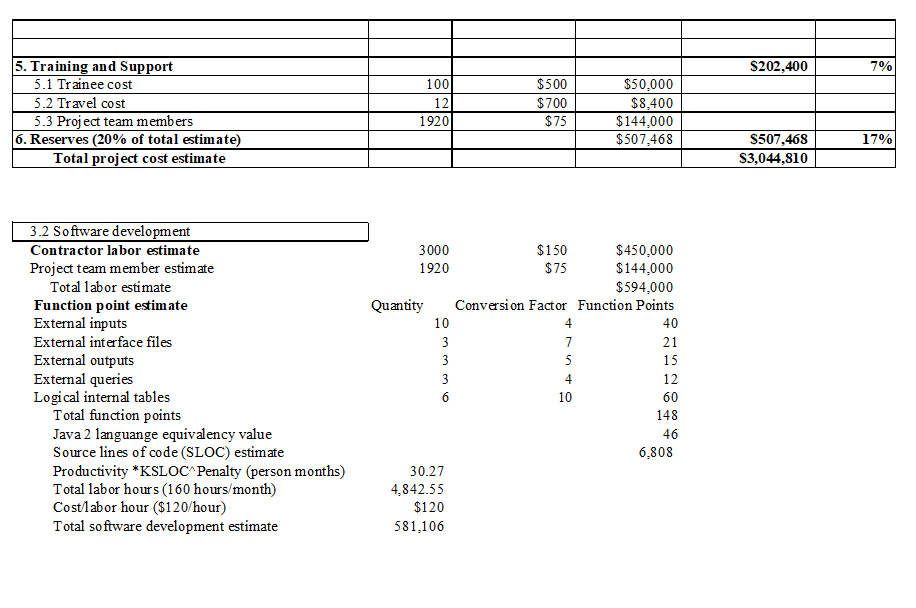 5. Training and Support $202,400 7%
5.1 Trainee cost 100 $500 $50,000
5.2 Travel cost 12 $700 $8,400
5.3 Project team members 1920 $75 $144,000
6. Reserves (20% of total estimate) $507,468 $507,468 17%
Total project cost estimate $3,044,810
3.2 Software development
Contractor labor estimate 3000 $150 $450,000
Project team member estimate 1920 $75 $144,000
Total labor estimate $594,000
Function point estimate Quantity Conversion Factor Function Points
External inputs 10 4 40
External interface files 3 7 21
External outputs 3 5 15
External queries 3 4 12
Logical internal tables 6 10 60
Total function points 148
Java 2 languange equivalency value 46
Source lines of code (SLOC) estimate 6,808
Productivity *KSLOC^Penalty (person months) 30.27
Total labor hours (160 hours/month) 4,842.55
Cost/labor hour ($120/hour) $120
Total software development estimate 581,106